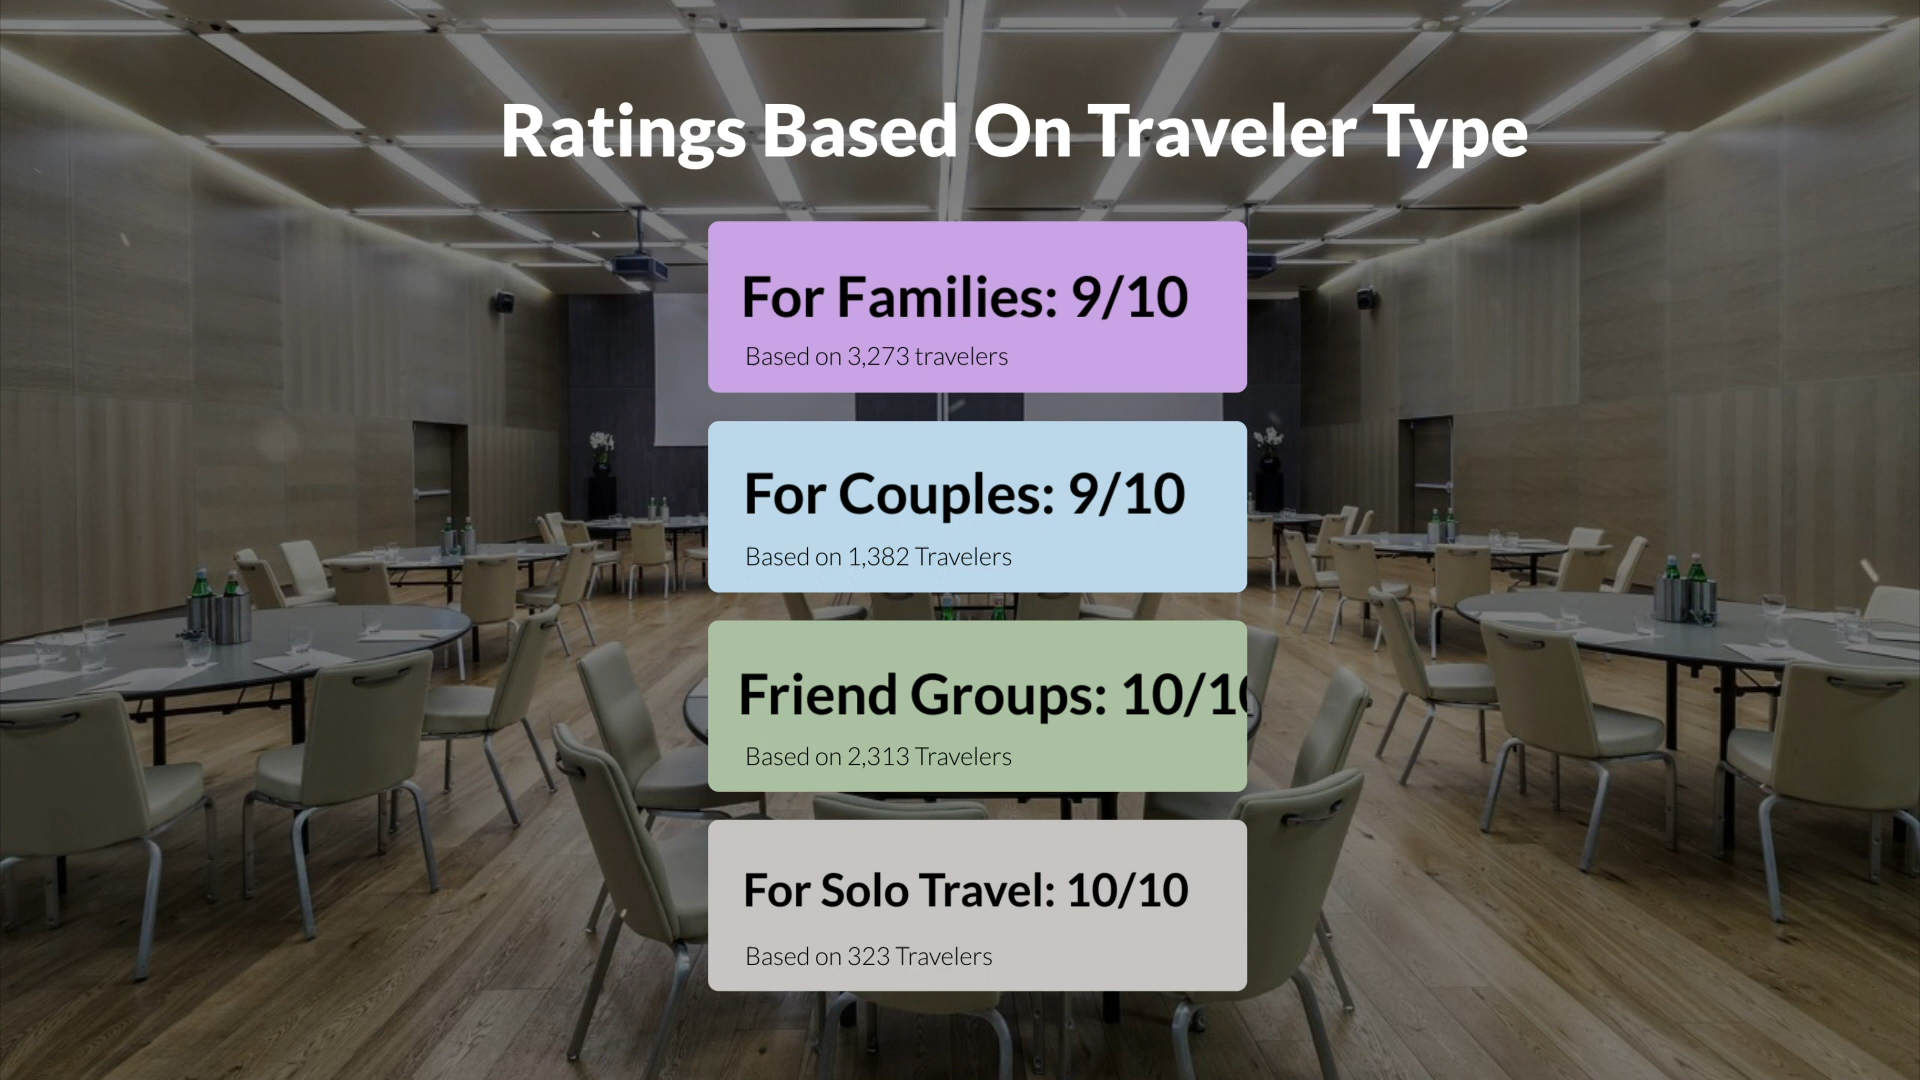 Ratings Based On Traveler Type
For Families: 9/10
Based on 3,273 travelers
For Couples: 9/10
Based on 1,382 Travelers
Friend Groups: 10/10
Based on 2,313 Travelers
For Solo Travel: 10/10
Based on 323 Travelers